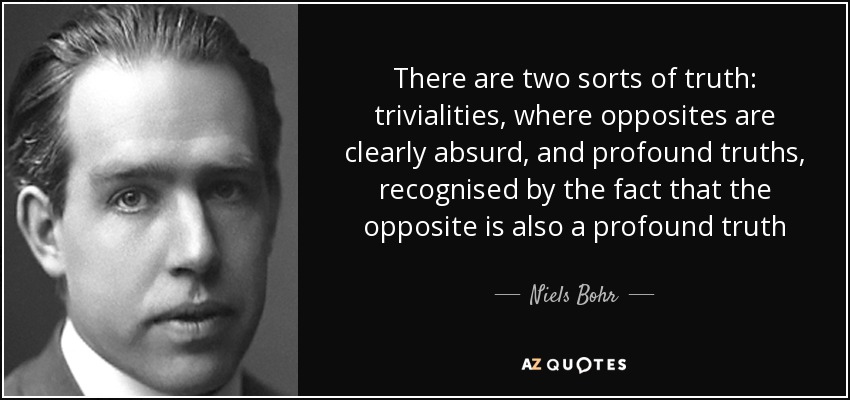 There are two sorts of truth:
trivialities, where opposites are
clearly absurd, and profound truths,
recognised by the fact that the
opposite is also a profound truth
Niels Bohr
AZ QUOTES